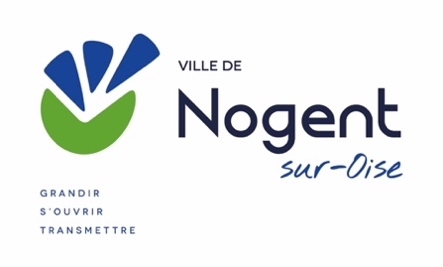 VILLE DE
Nogent
sur-Oise
GRANDIR
S'OUVRIR
TRANSMETTRE